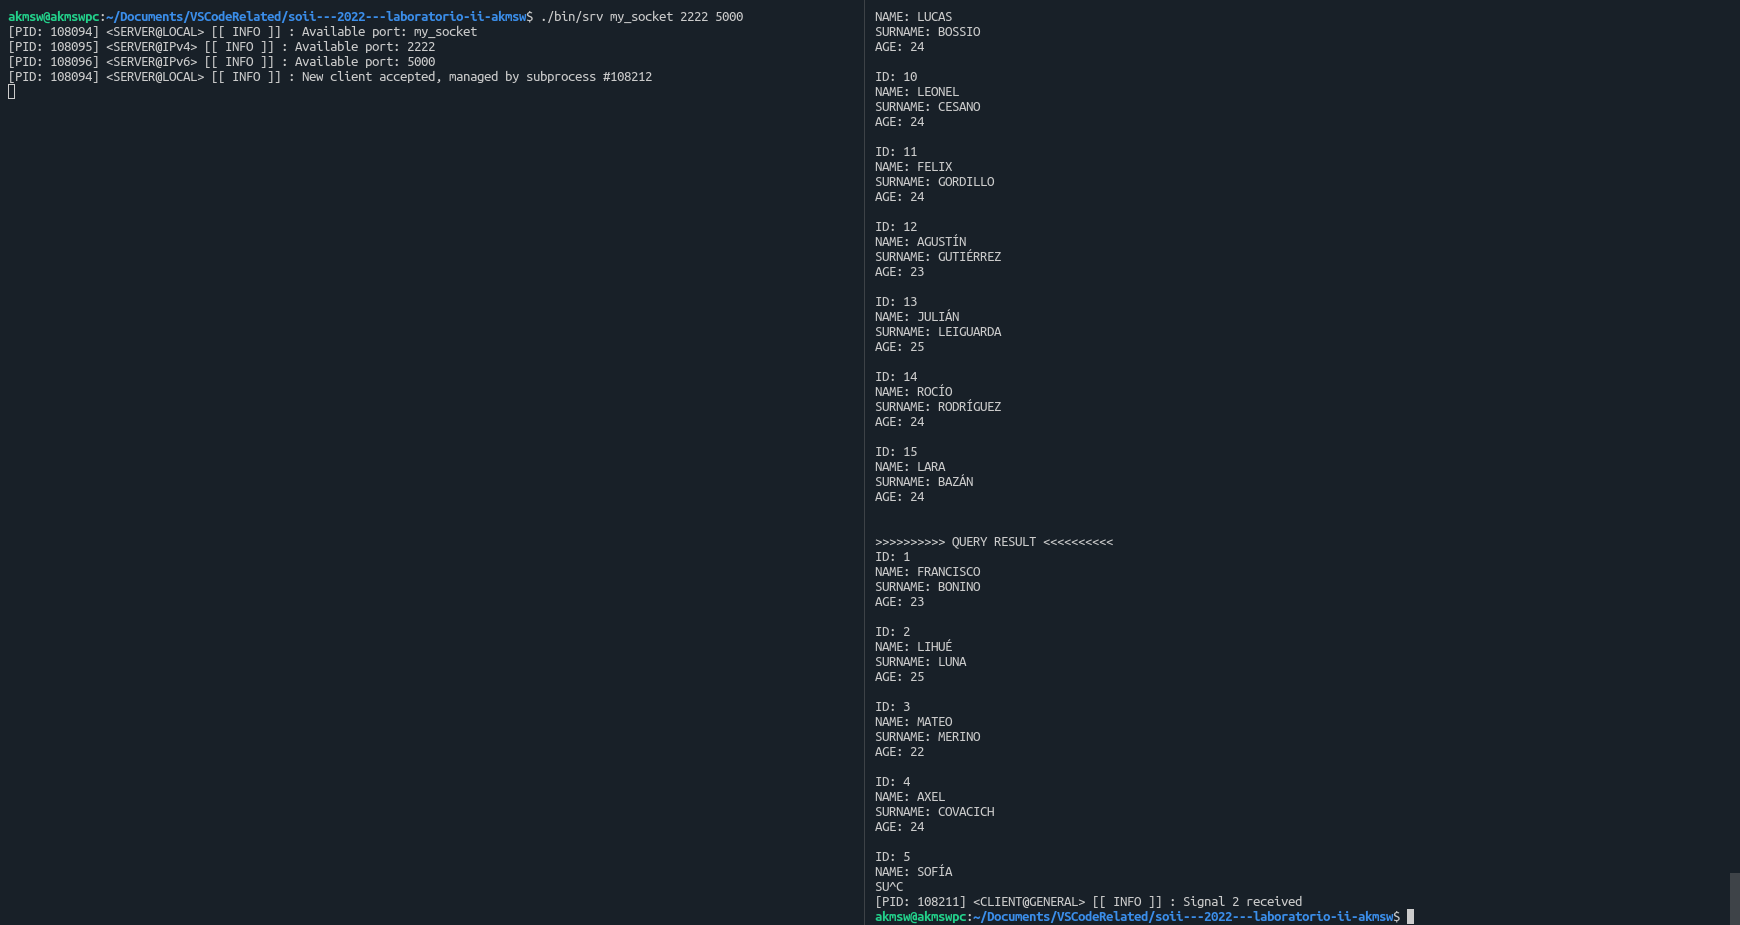 akmsw@akmswpc:~/Documents/VSCodeRelated/soii---2022---laboratorio-ii-akmsw$ ./bin/srv my_socket 2222 5000
[PID: 108094] <SERVER@LOCAL> [[ INFO ]] : Available port: my_socket
[PID: 108095] <SERVER@IPv4> [[ INFO ]] : Available port: 2222
[PID: 108096] <SERVER@IPv6> [[ INFO ]] : Available port: 5000
[PID: 108094] <SERVER@LOCAL> [[ INFO ]] : New client accepted, managed by subprocess #108212
NAME: LUCAS
SURNAME: BOSSIO
AGE: 24
ID: 10
NAME: LEONEL
SURNAME: CESANO
AGE: 24
ID: 11
NAME: FELIX
SURNAME: GORDILLO
AGE: 24
ID: 12
NAME: AGUSTÍN
SURNAME: GUTIÉRREZ
AGE: 23
ID: 13
NAME: JULIÁN
SURNAME: LEIGUARDA
AGE: 25
ID: 14
NAME: ROCÍO
SURNAME: RODRÍGUEZ
AGE: 24
ID: 15
NAME: LARA
SURNAME: BAZÁN
AGE: 24
>>>>>>>>>> QUERY RESULT <<<<<<<<<<
ID: 1
NAME: FRANCISCO
SURNAME: BONINO
AGE: 23
ID: 2
NAME: LIHUÉ
SURNAME: LUNA
AGE: 25
ID: 3
NAME: MATEO
SURNAME: MERINO
AGE: 22
ID: 4
NAME: AXEL
SURNAME: COVACICH
AGE: 24
ID: 5
NAME: SOFÍA
SU^C
[PID: 108211] <CLIENT@GENERAL> [[ INFO ]] : Signal 2 received
akmsw@akmswpc:~/Documents/VSCodeRelated/soii---2022---laboratorio-ii-akmsw$